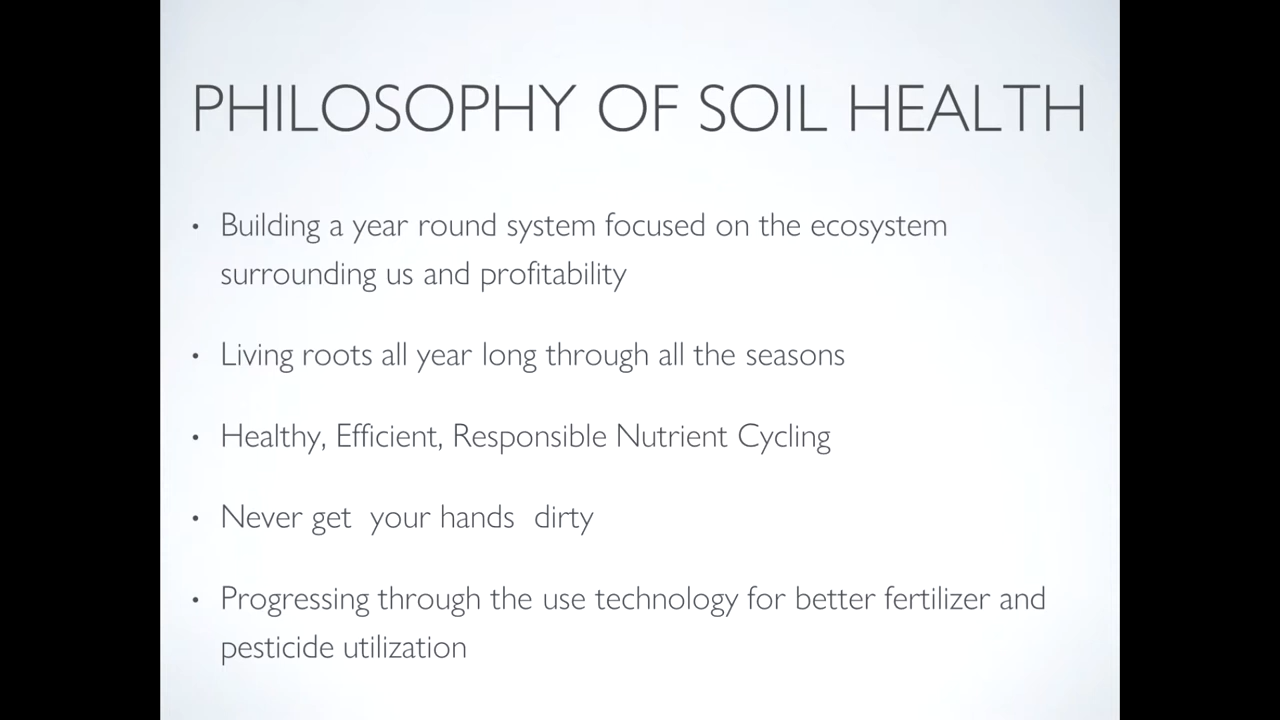 PHILOSOPHY OF SOIL HEALTH
• Building a year round system focused on the ecosystem
surrounding us and profitability
• Living roots all year long through all the seasons
• Healthy, Efficient, Responsible Nutrient Cycling
• Never get  your hands  dirty
• Progressing through the use technology for better fertilizer and
pesticide utilization